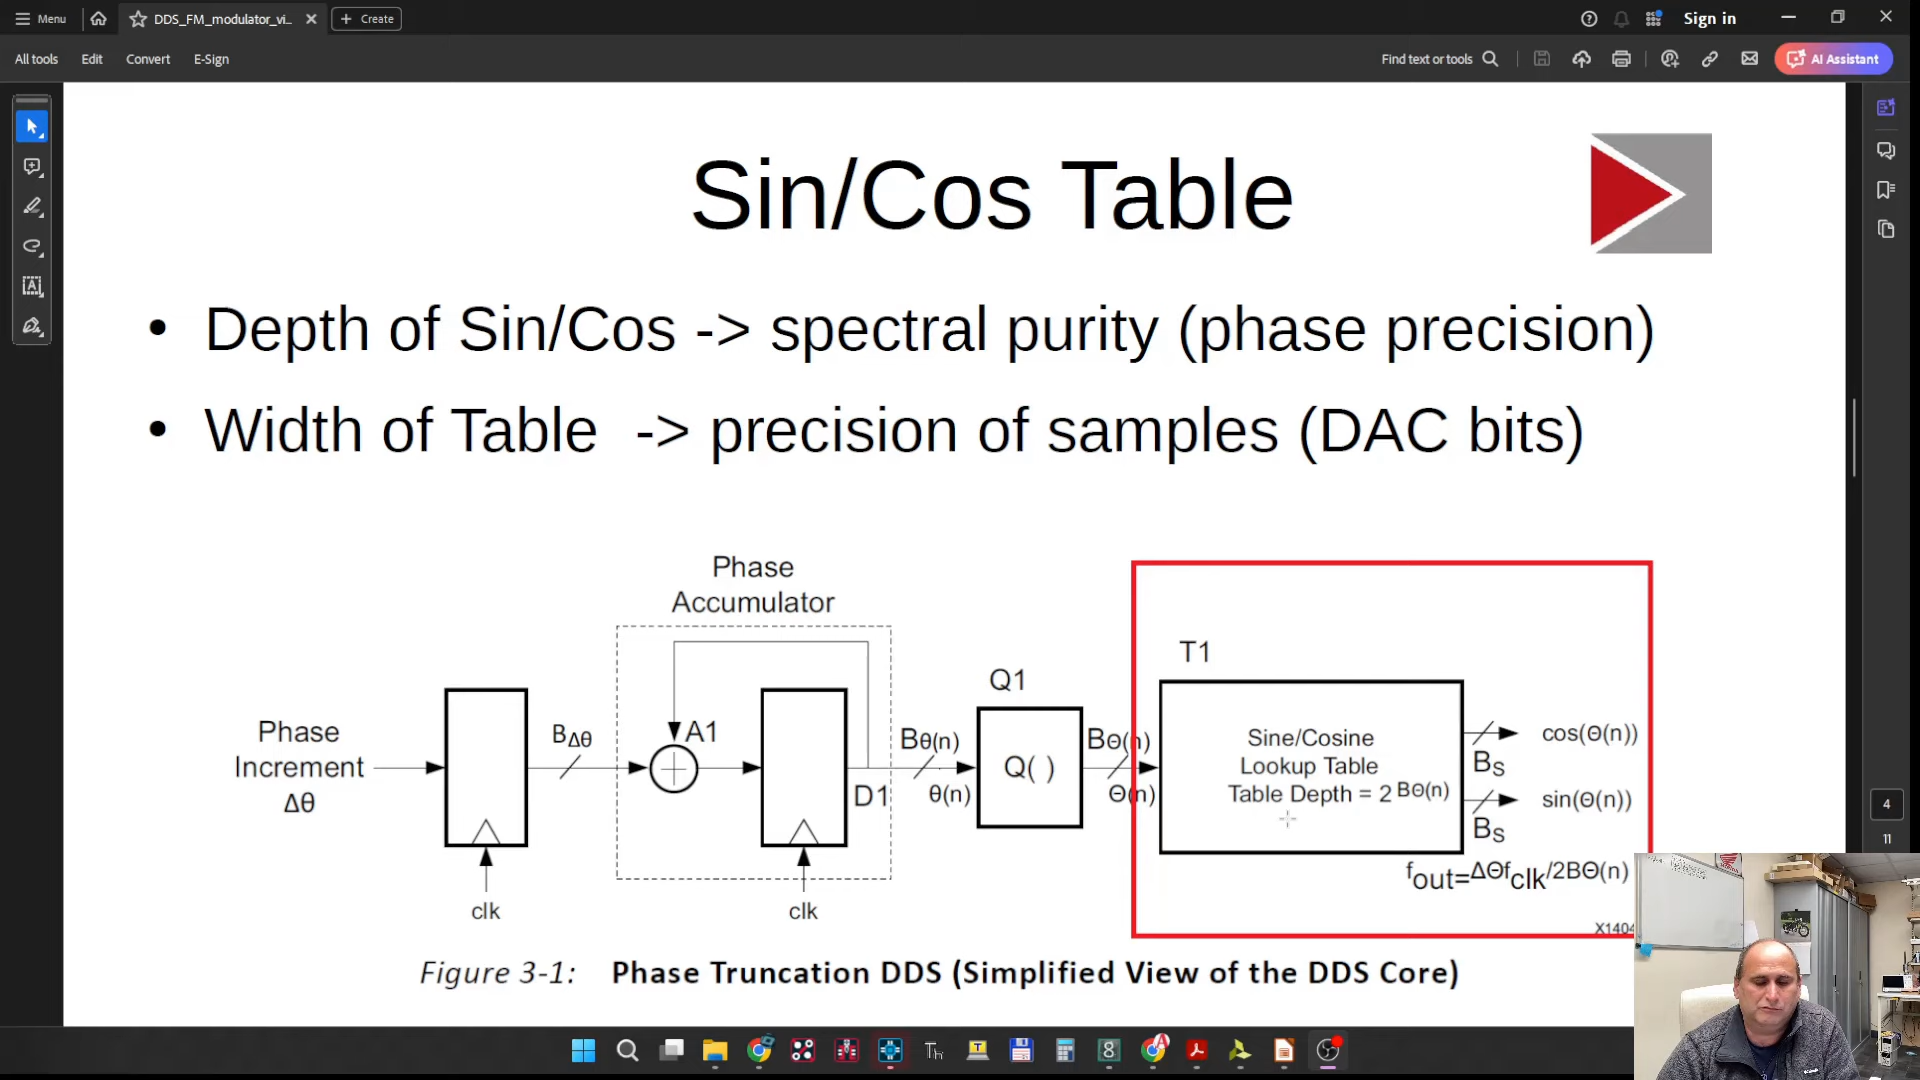 Menu
DDS_FM_modulator_vi...
Create
Sign in
All tools
Edit
Convert
E-Sign
Find text or tools
AI Assistant
Sin/Cos Table
• Depth of Sin/Cos -> spectral purity (phase precision)
• Width of Table -> precision of samples (DAC bits)
Phase
Accumulator
Phase
Increment
Δθ
BΔθ
A1
D1
clk
clk
Bθ(n)
θ(n)
Q1
Q( )
BΘ(n)
Θ(n)
T1
Sine/Cosine
Lookup Table
Table Depth = 2 BΘ(n)
cos(Θ(n))
BS
sin(Θ(n))
BS
fout=ΔΘfclk/2BΘ(n)
X1404
Figure 3-1: Phase Truncation DDS (Simplified View of the DDS Core)
4
11